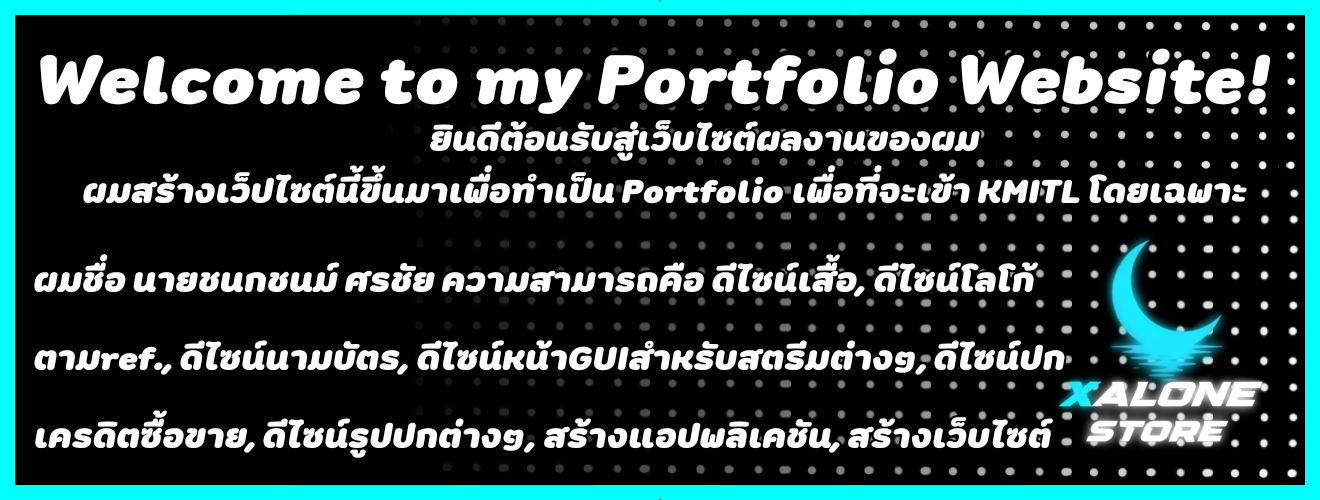 Welcome to my Portfolio Website!
ยินดีต้อนรับสู่เว็บไซต์ผลงานของผม
ผมสร้างเว็ปไซต์นี้ขึ้นมาเพื่อทำเป็น Portfolio เพื่อที่จะเข้า KMITL โดยเฉพาะ
ผมชื่อ นายชนกชนม์ ศรชัย ความสามารถคือ ดีไซน์เสื้อ, ดีไซน์โลโก้
ตามref., ดีไซน์นามบัตร, ดีไซน์หน้าGUIสำหรับสตรีมต่างๆ, ดีไซน์ปก
เครดิตซื้อขาย, ดีไซน์รูปปกต่างๆ, สร้างแอปพลิเคชัน, สร้างเว็บไซต์
XALONE
STORE